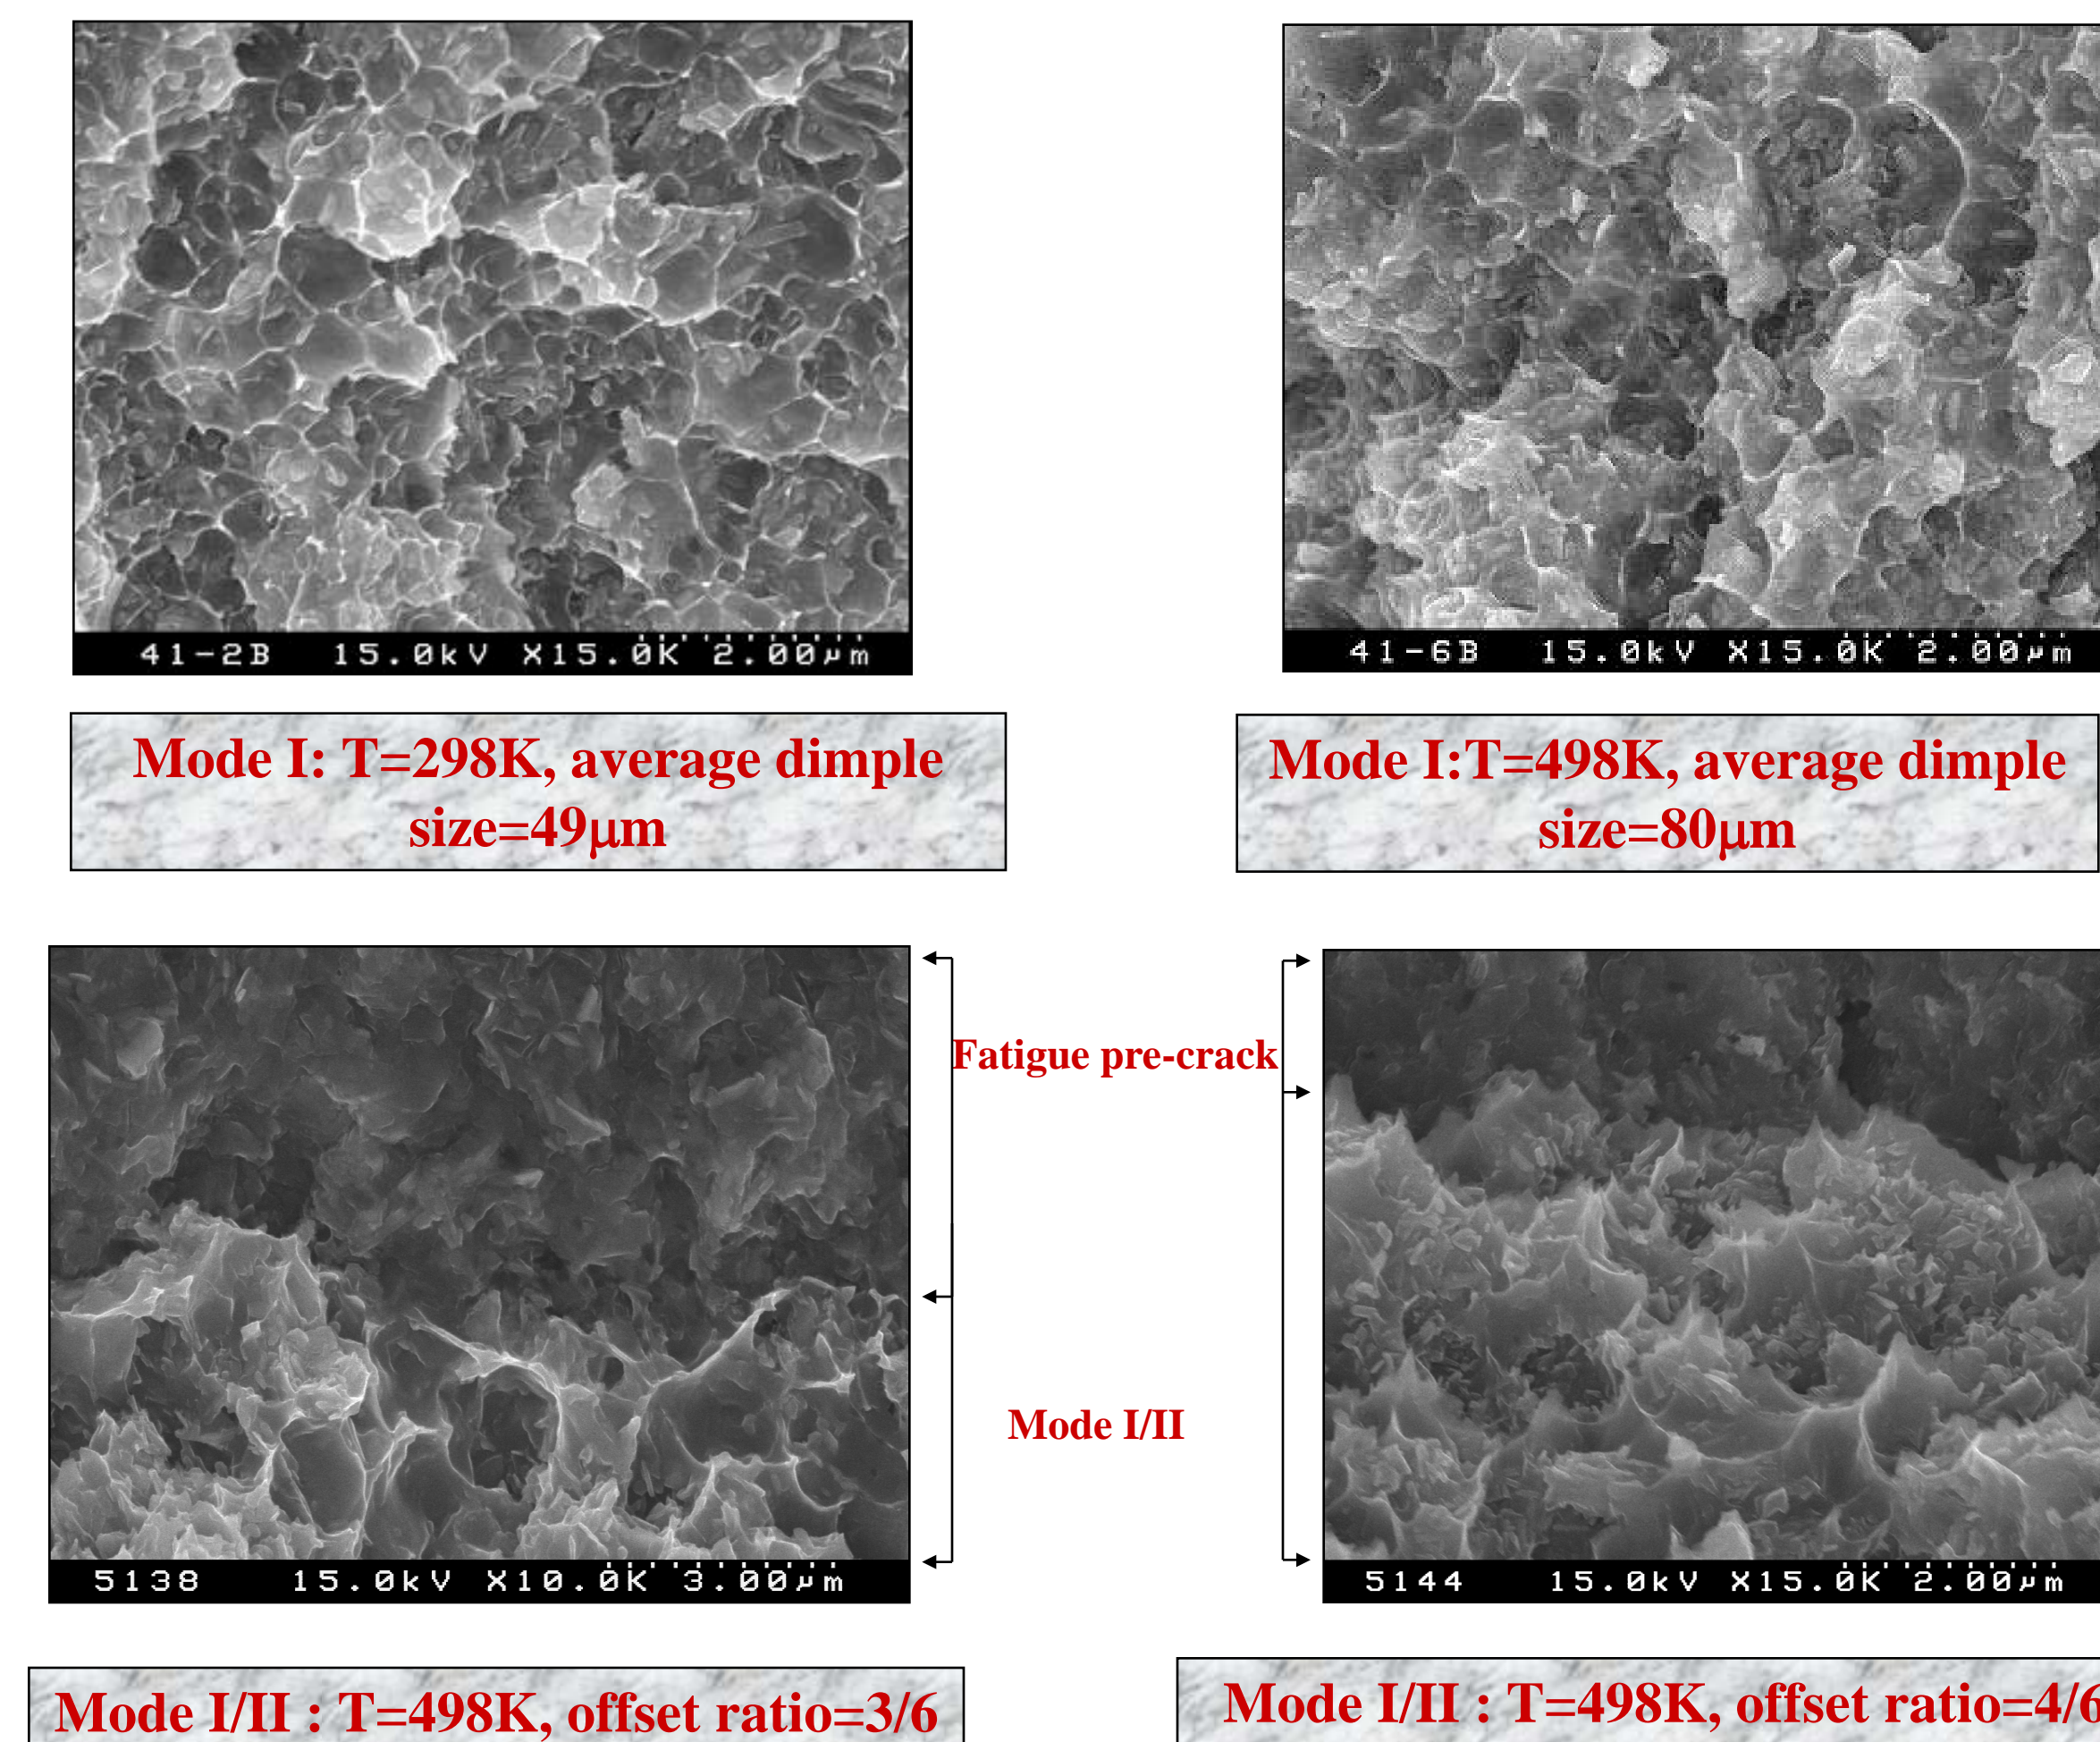 41-2B 15.0kV X15.0K 2.00μm
41-6B 15.0kV X15.0K 2.00μm
Mode I: T=298K, average dimple
size=49μm
Mode I:T=498K, average dimple
size=80μm
Fatigue pre-crack
Mode I/II
5138 15.0kV X10.0K 3.00μm
5144 15.0kV X15.0K 2.00μm
Mode I/II : T=498K, offset ratio=3/6
Mode I/II : T=498K, offset ratio=4/6